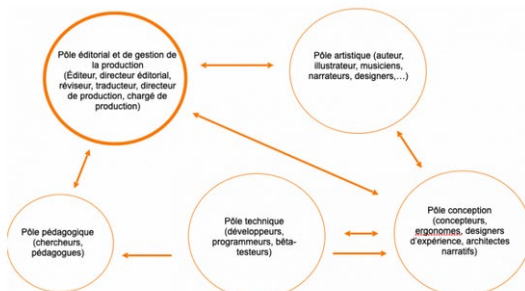 Pôle éditorial et de gestion de
la production
(Éditeur, directeur éditorial,
réviseur, traducteur, directeur
de production, chargé de
production)
Pôle artistique (auteur,
illustrateur, musiciens,
narrateurs, designers,...)
Pôle pédagogique
(chercheurs,
pédagogues)
Pôle technique
(développeurs,
programmeurs, bêta-
testeurs)
Pôle conception
(concepteurs,
ergonomes, designers
d'expérience, architectes
narratifs)